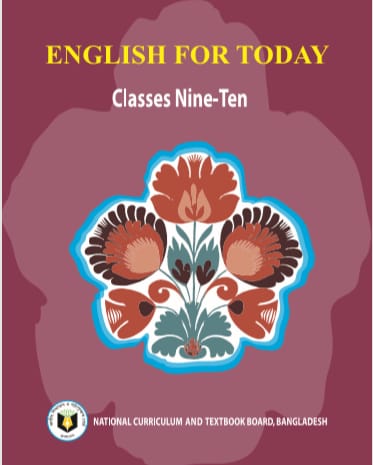 ENGLISH FOR TODAY
Classes Nine-Ten
NATIONAL CURRICULUM AND TEXTBOOK BOARD, BANGLADESH